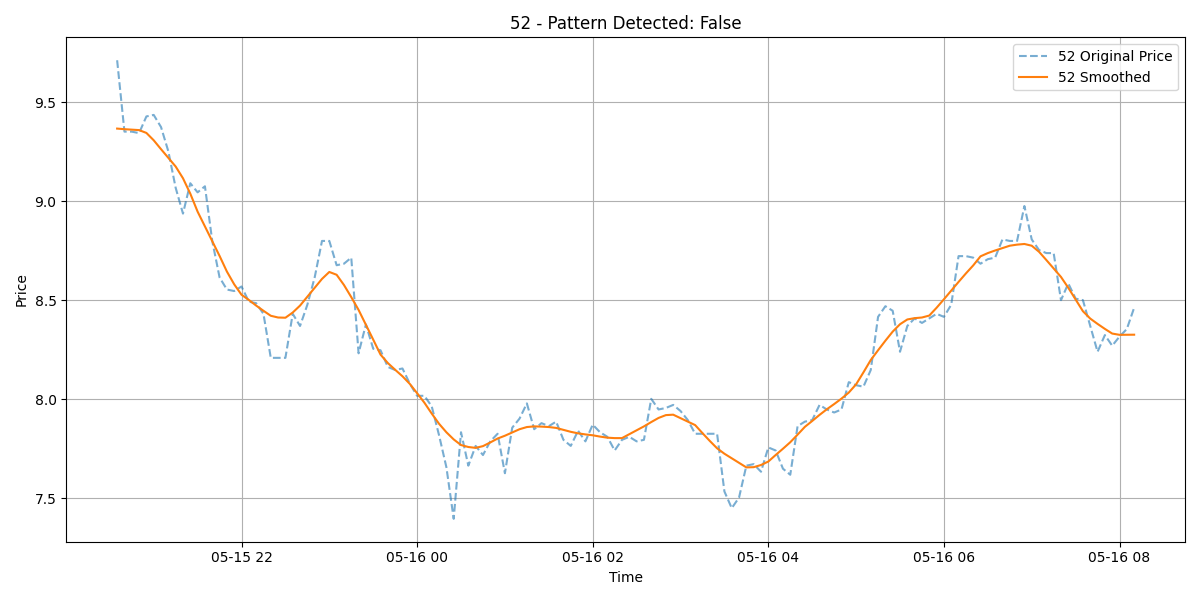 52 - Pattern Detected: False
52 Original Price
52 Smoothed
Price
9.5
9.0
8.5
8.0
7.5
05-15 22
05-16 00
05-16 02
05-16 04
05-16 06
05-16 08
Time